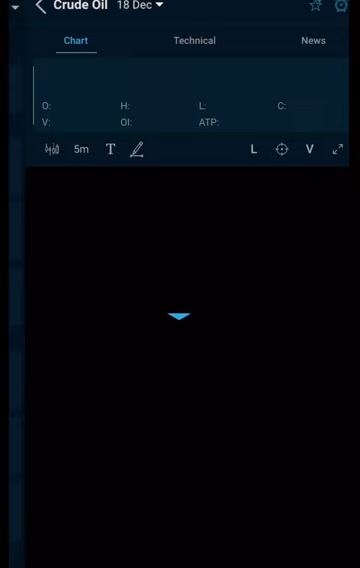 Crude Oil 18 Dec
Chart Technical News
O: H: L: C:
V: OI: ATP:
5m T L V